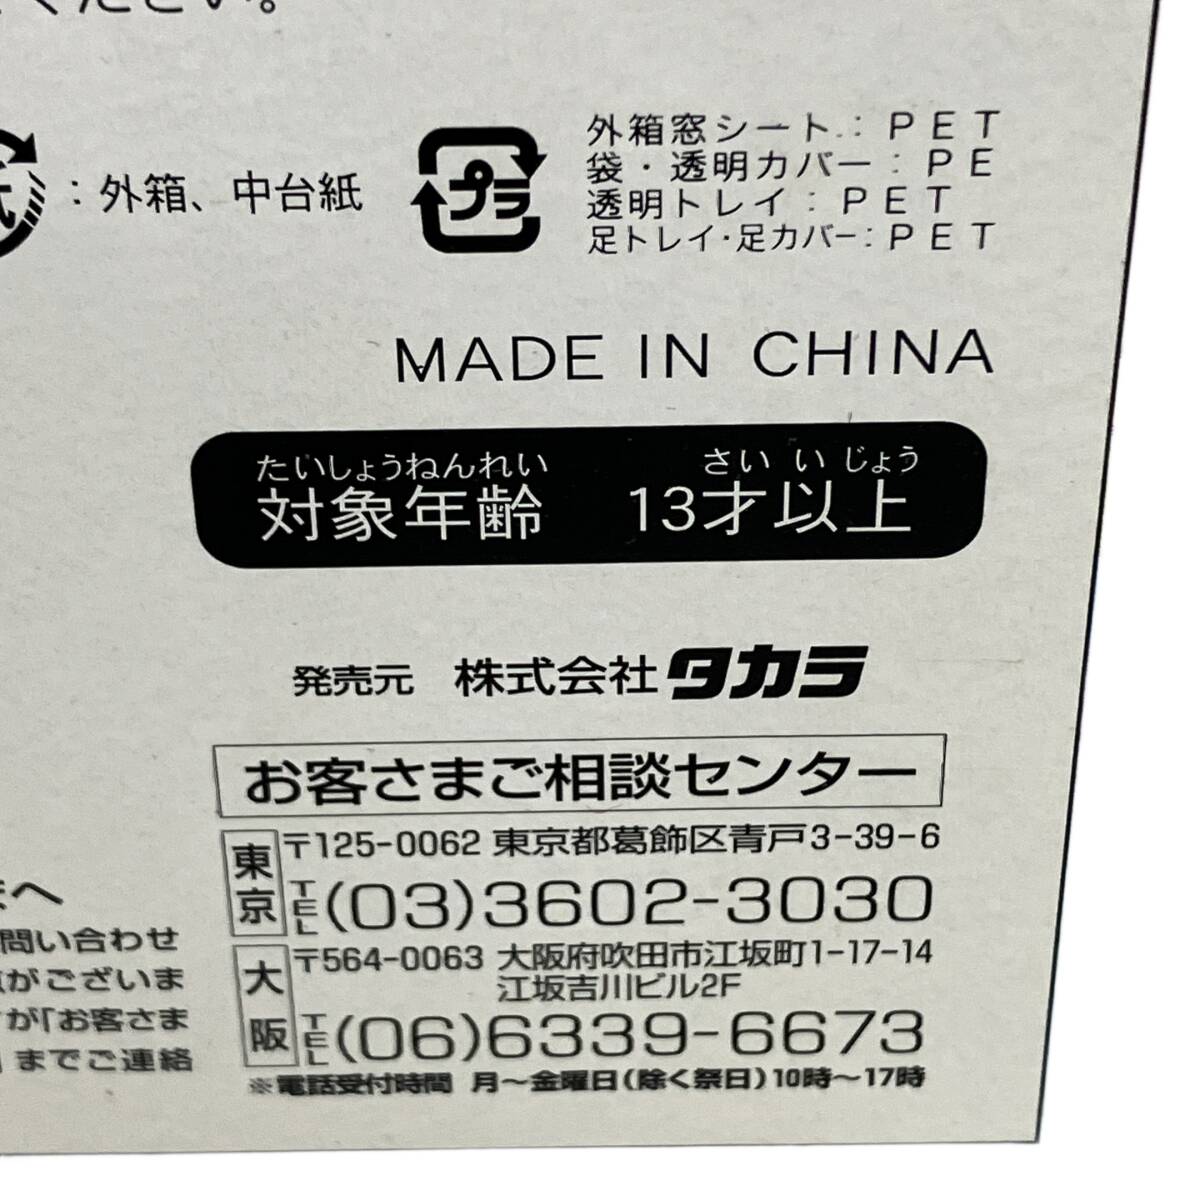 ください。
紙：外箱、中台紙
プラ
外箱窓シート：PET
袋・透明カバー：PE
透明トレイ：PET
足トレイ・足カバー：PET
MADE IN CHINA
たいしょうねんれい さいいじょう
対象年齢 13才以上
発売元 株式会社タカラ
お客さまご相談センター
東京 〒125-0062 東京都葛飾区青戸3-39-6
TEL(03)3602-3030
大阪 〒564-0063 大阪府吹田市江坂町1-17-14
江坂吉川ビル2F
TEL(06)6339-6673
※電話受付時間 月～金曜日(除く祭日)10時～17時
まへ
問い合わせ
がございま
が「お客さま
までご連絡